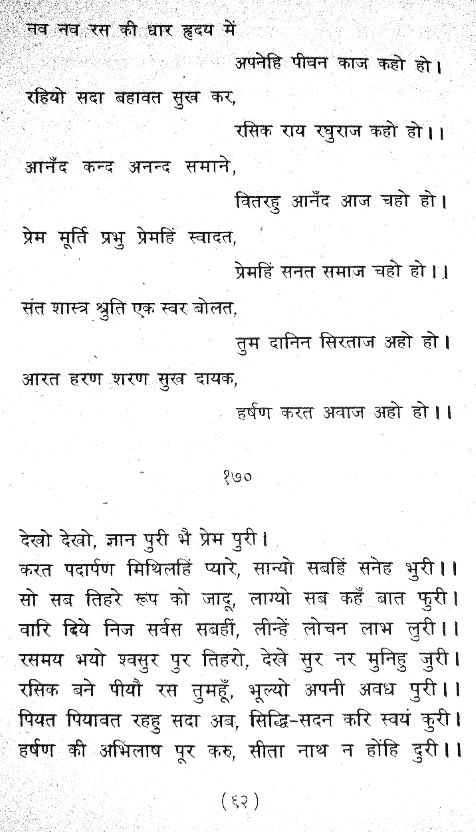 नव नव रस की धार हृदय में
अपनेहि पीवन काज कहो हो।
रहियो सदा बहावत सुख कर,
रसिक राय रघुराज कहो हो।।
आनँद कन्द अनन्द समाने,
वितरहु आनँद आज चहो हो।
प्रेम मूर्ति प्रभु प्रेमहिं स्वादत,
प्रेमहिं सनत समाज चहो हो।।
संत शास्त्र श्रुति एक स्वर बोलत,
तुम दानिन सिरताज अहो हो।
आरत हरण शरण सुख दायक,
हर्षण करत अवाज अहो हो।।
१७०
देखो देखो, ज्ञान पुरी भै प्रेम पुरी।
करत पदार्पण मिथिलहिं प्यारे, सान्यो सबहिं सनेह भुरी।।
सो सब तिहरे रूप को जादू, लाग्यो सब कहँ बात फुरी।
वारि दिये निज सर्वस सबहीं, लीन्हें लोचन लाभ लुरी।।
रसमय भयो श्वसुर पुर तिहरो, देखे सुर नर मुनिहु जुरी।
रसिक बने पीयौ रस तुमहूँ, भूल्यो अपनी अवध पुरी।।
पियत पियावत रहहु सदा अब, सिद्धि-सदन करि स्वयं कुरी।
हर्षण की अभिलाष पूर करु, सीता नाथ न होंहि दुरी।।
(६२)